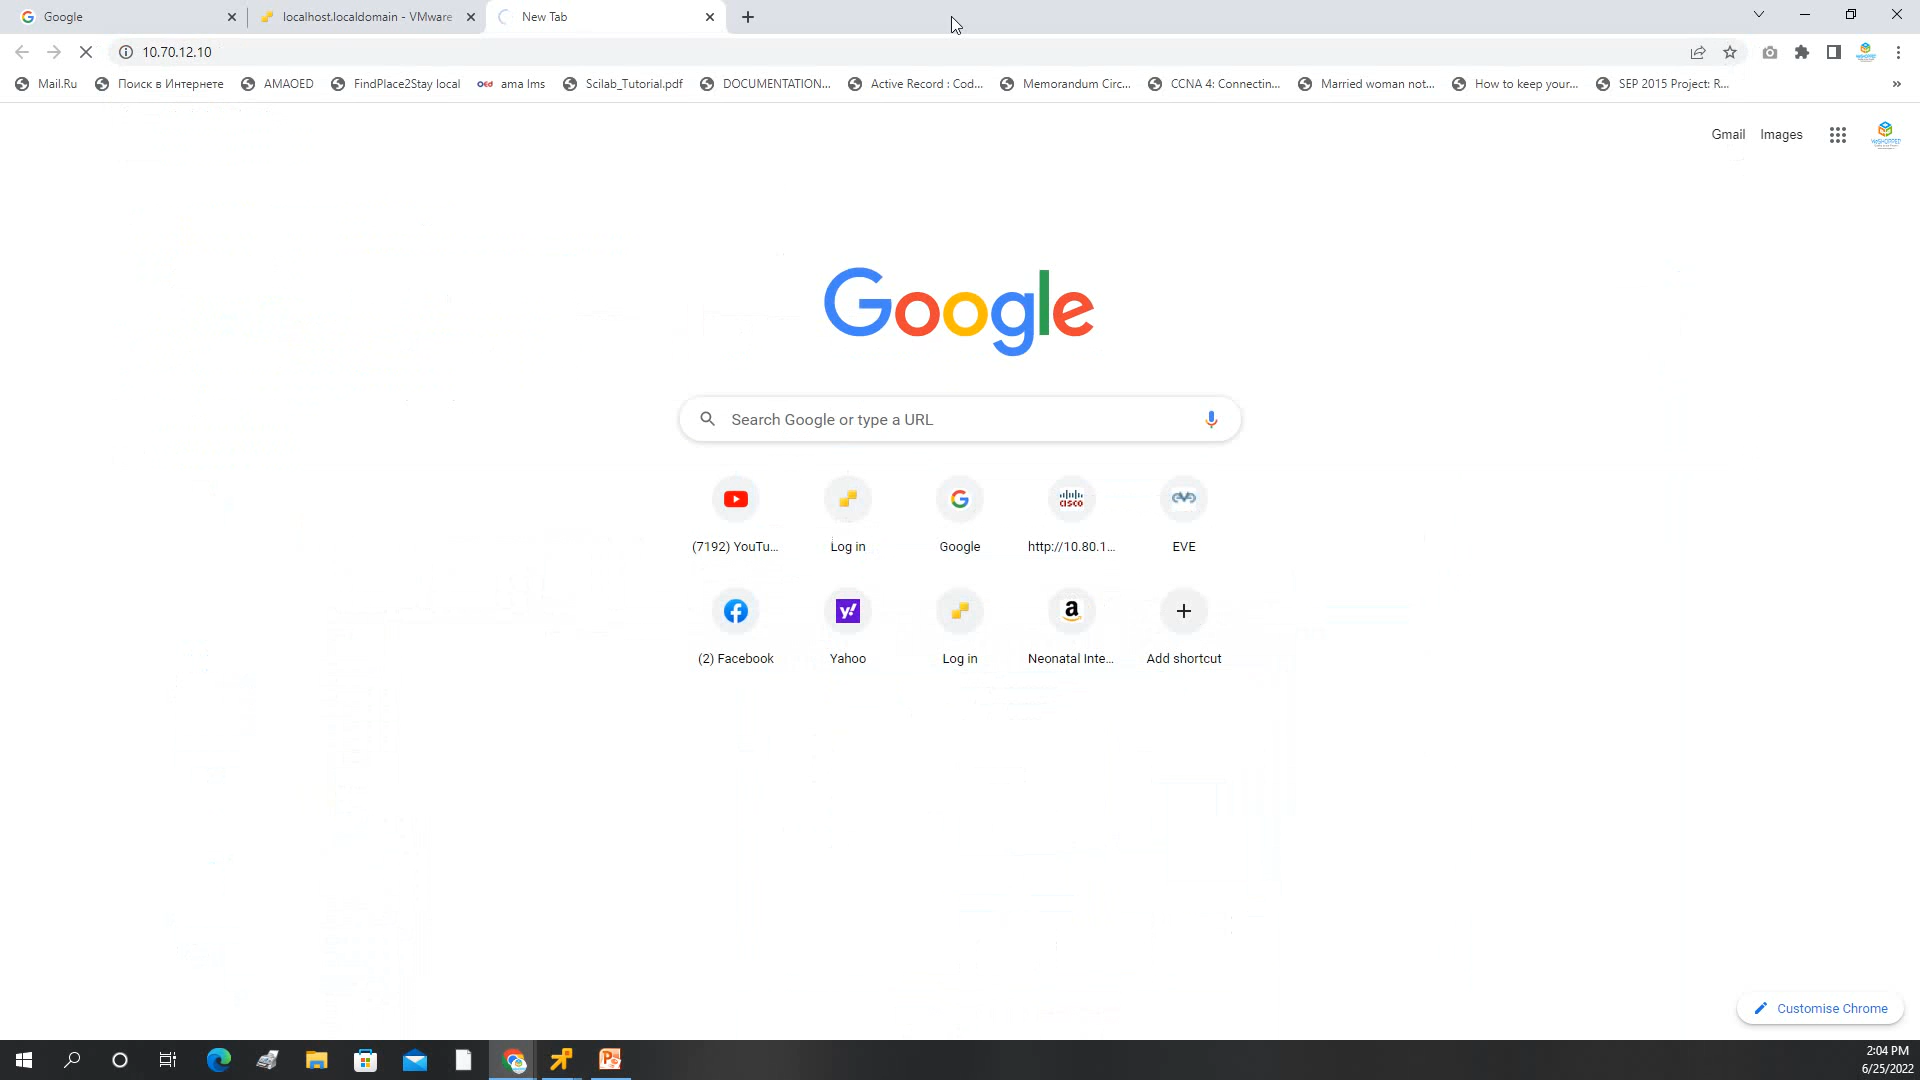 Google
localhost.localdomain - VMware
New Tab
10.70.12.10
Mail.Ru
Поиск в Интернете
AMAOED
FindPlace2Stay local
oed ama lms
Scilab_Tutorial.pdf
DOCUMENTATION...
Active Record : Cod...
Memorandum Circ...
CCNA 4: Connectin...
Married woman not...
How to keep your...
SEP 2015 Project: R...
»
Gmail
Images
Google
Search Google or type a URL
(7192) YouTu...
Log in
Google
CISCO
http://10.80.1...
EVE
(2) Facebook
Yahoo
Log in
Neonatal Inte...
Add shortcut
Customise Chrome
2:04 PM
6/25/2022